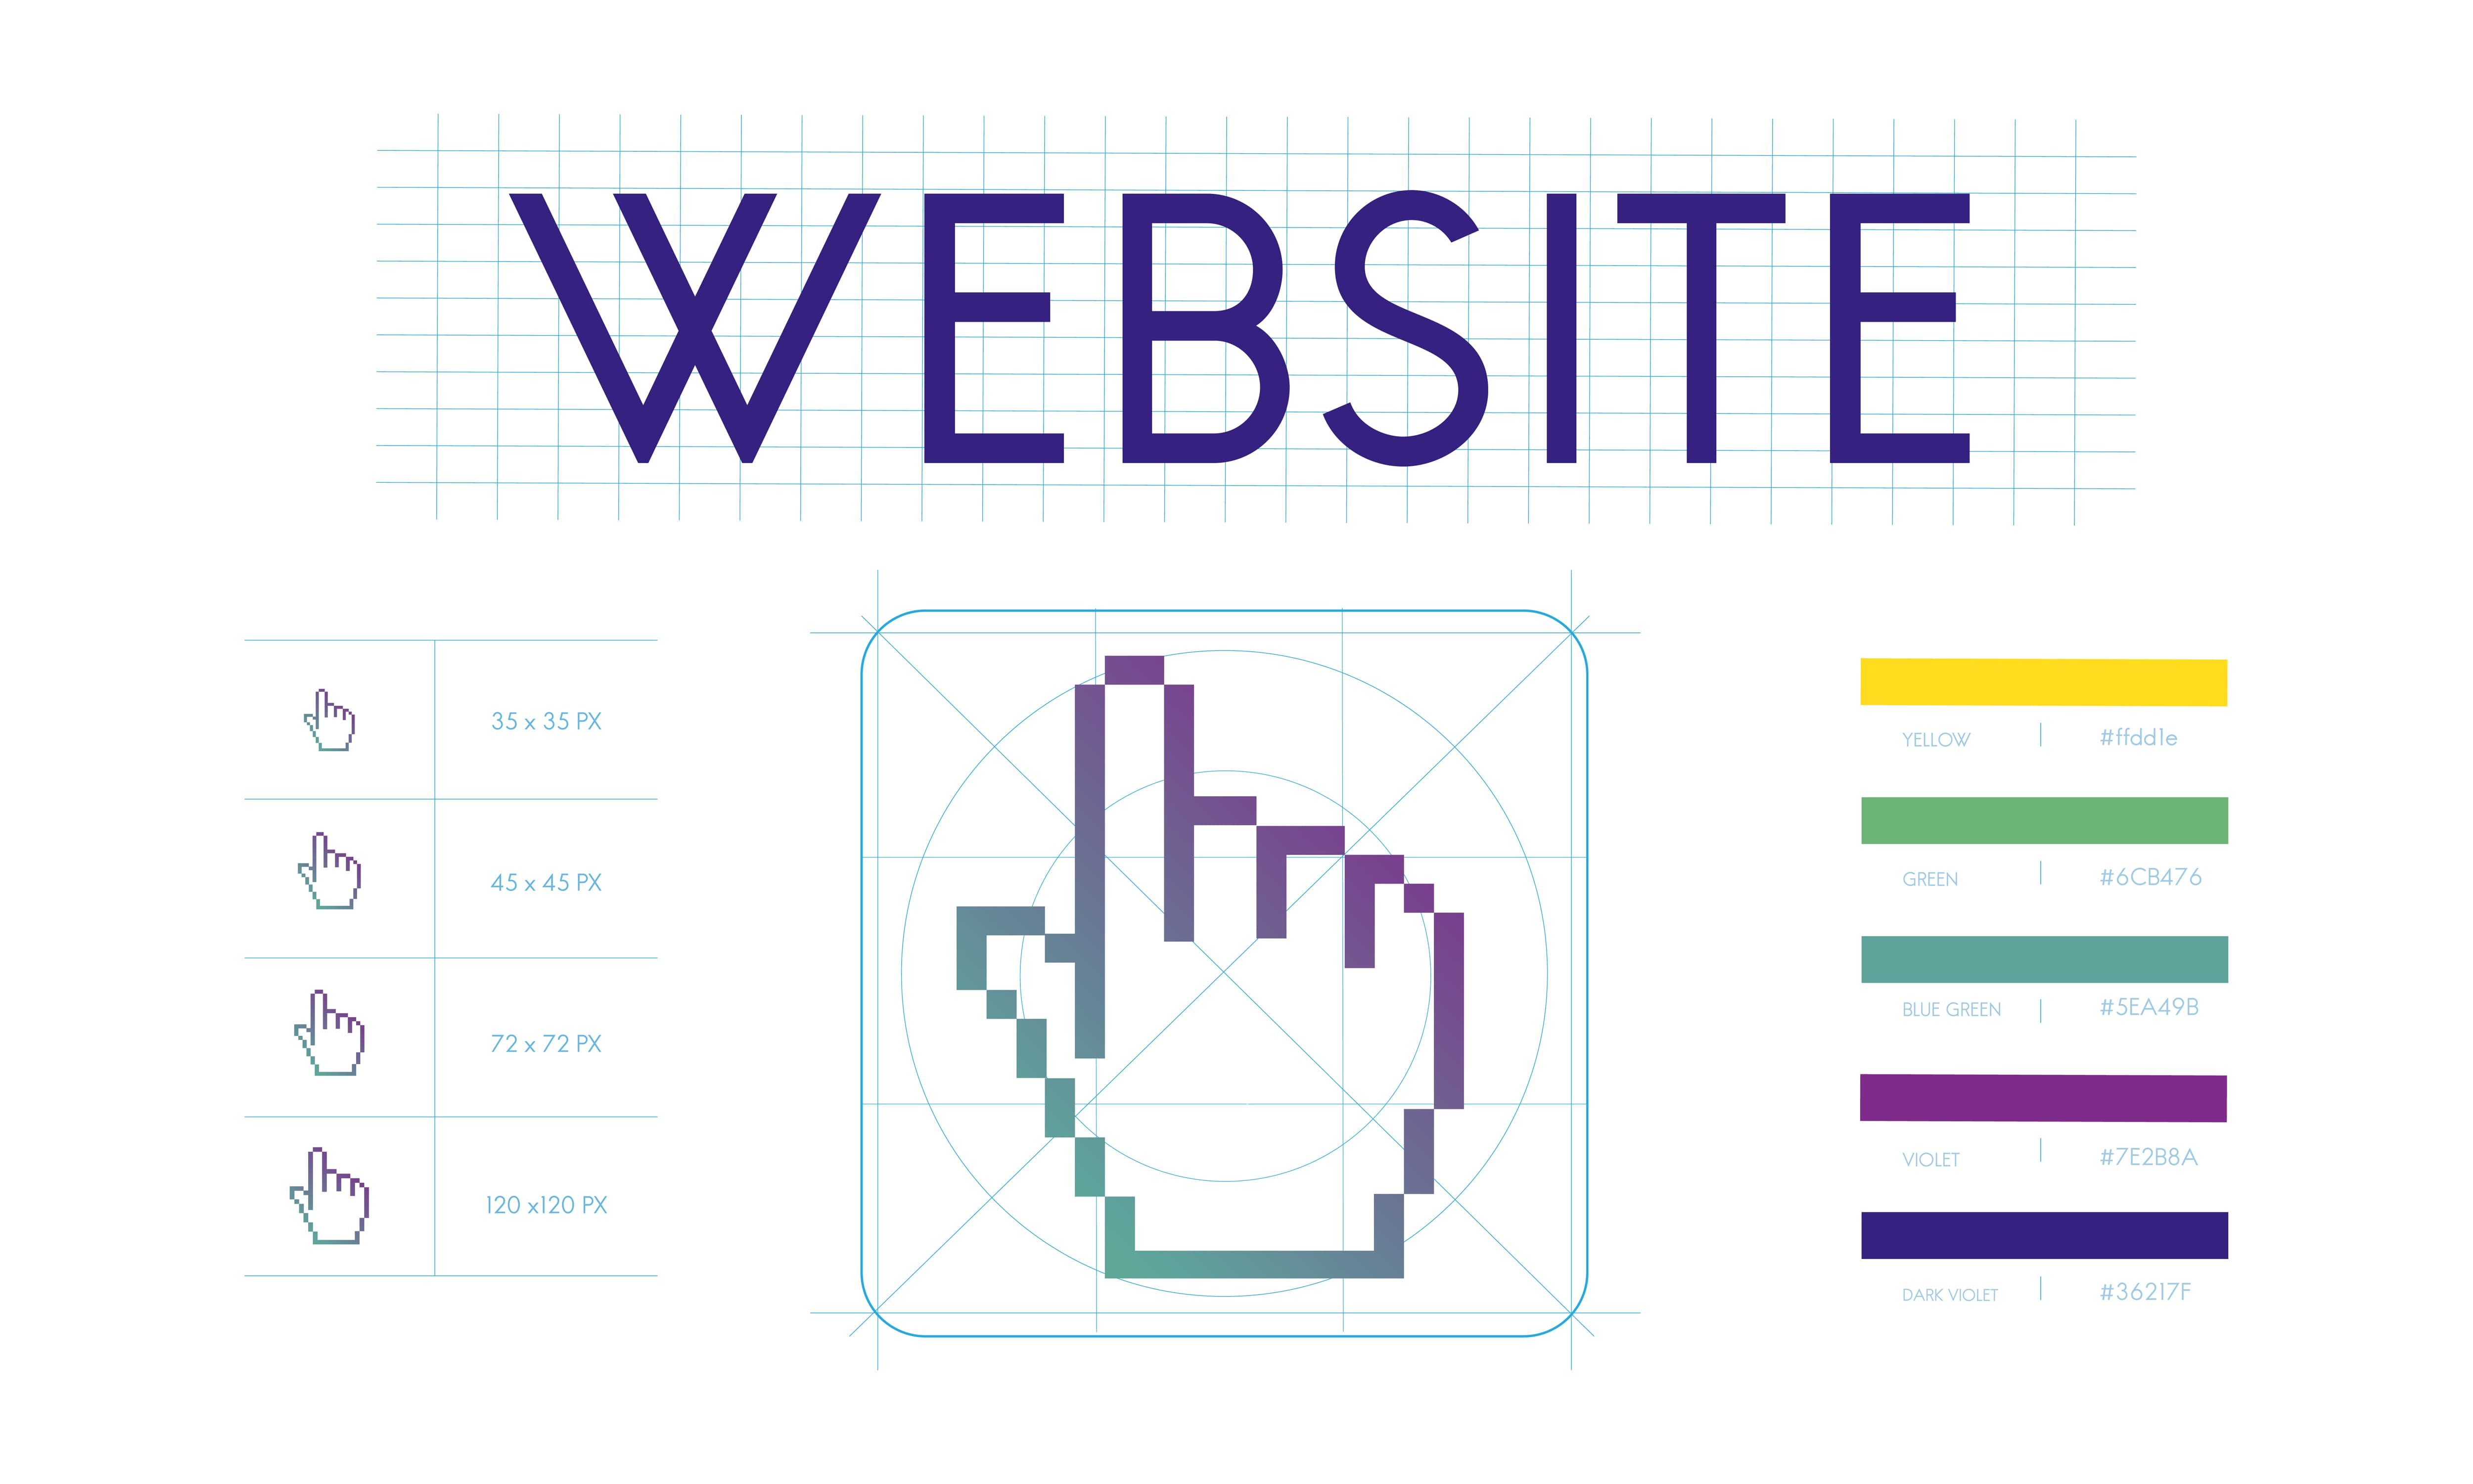 WEBSITE
35 x 35 PX
45 x 45 PX
72 x 72 PX
120 x120 PX
YELLOW | #ffdd1e
GREEN | #6CB476
BLUE GREEN | #5EA49B
VIOLET | #7E2B8A
DARK VIOLET | #36217F